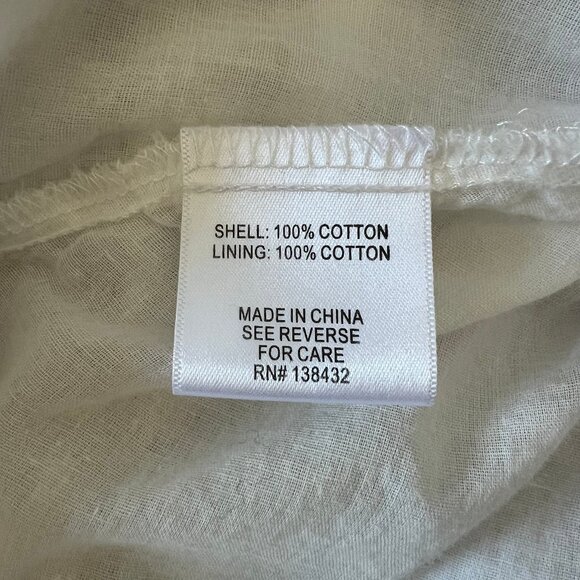 SHELL: 100% COTTON
LINING: 100% COTTON
MADE IN CHINA
SEE REVERSE
FOR CARE
RN# 138432